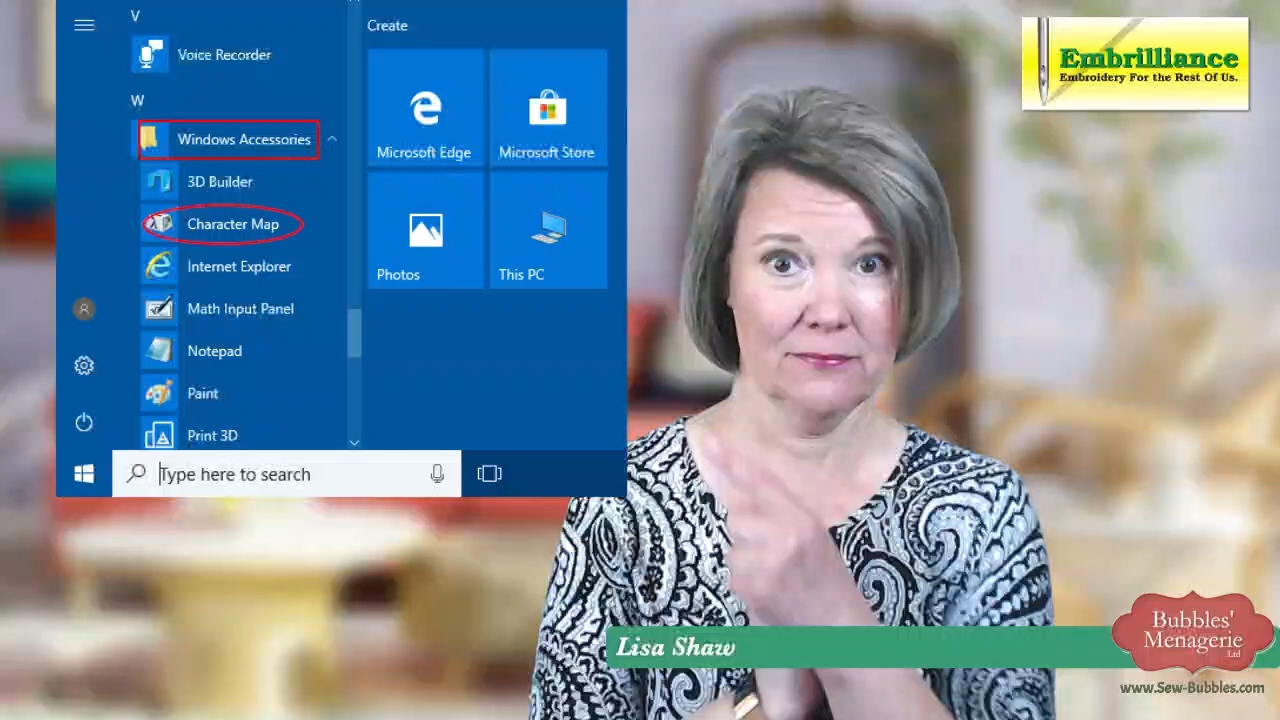 V
Voice Recorder
W
Windows Accessories
3D Builder
Character Map
Internet Explorer
Math Input Panel
Notepad
Paint
Print 3D
Type here to search
Create
Microsoft Edge
Microsoft Store
Photos
This PC
Embrilliance
Embroidery For the Rest Of Us.
Lisa Shaw
Bubbles'
Menagerie
Ltd
www.Sew-Bubbles.com